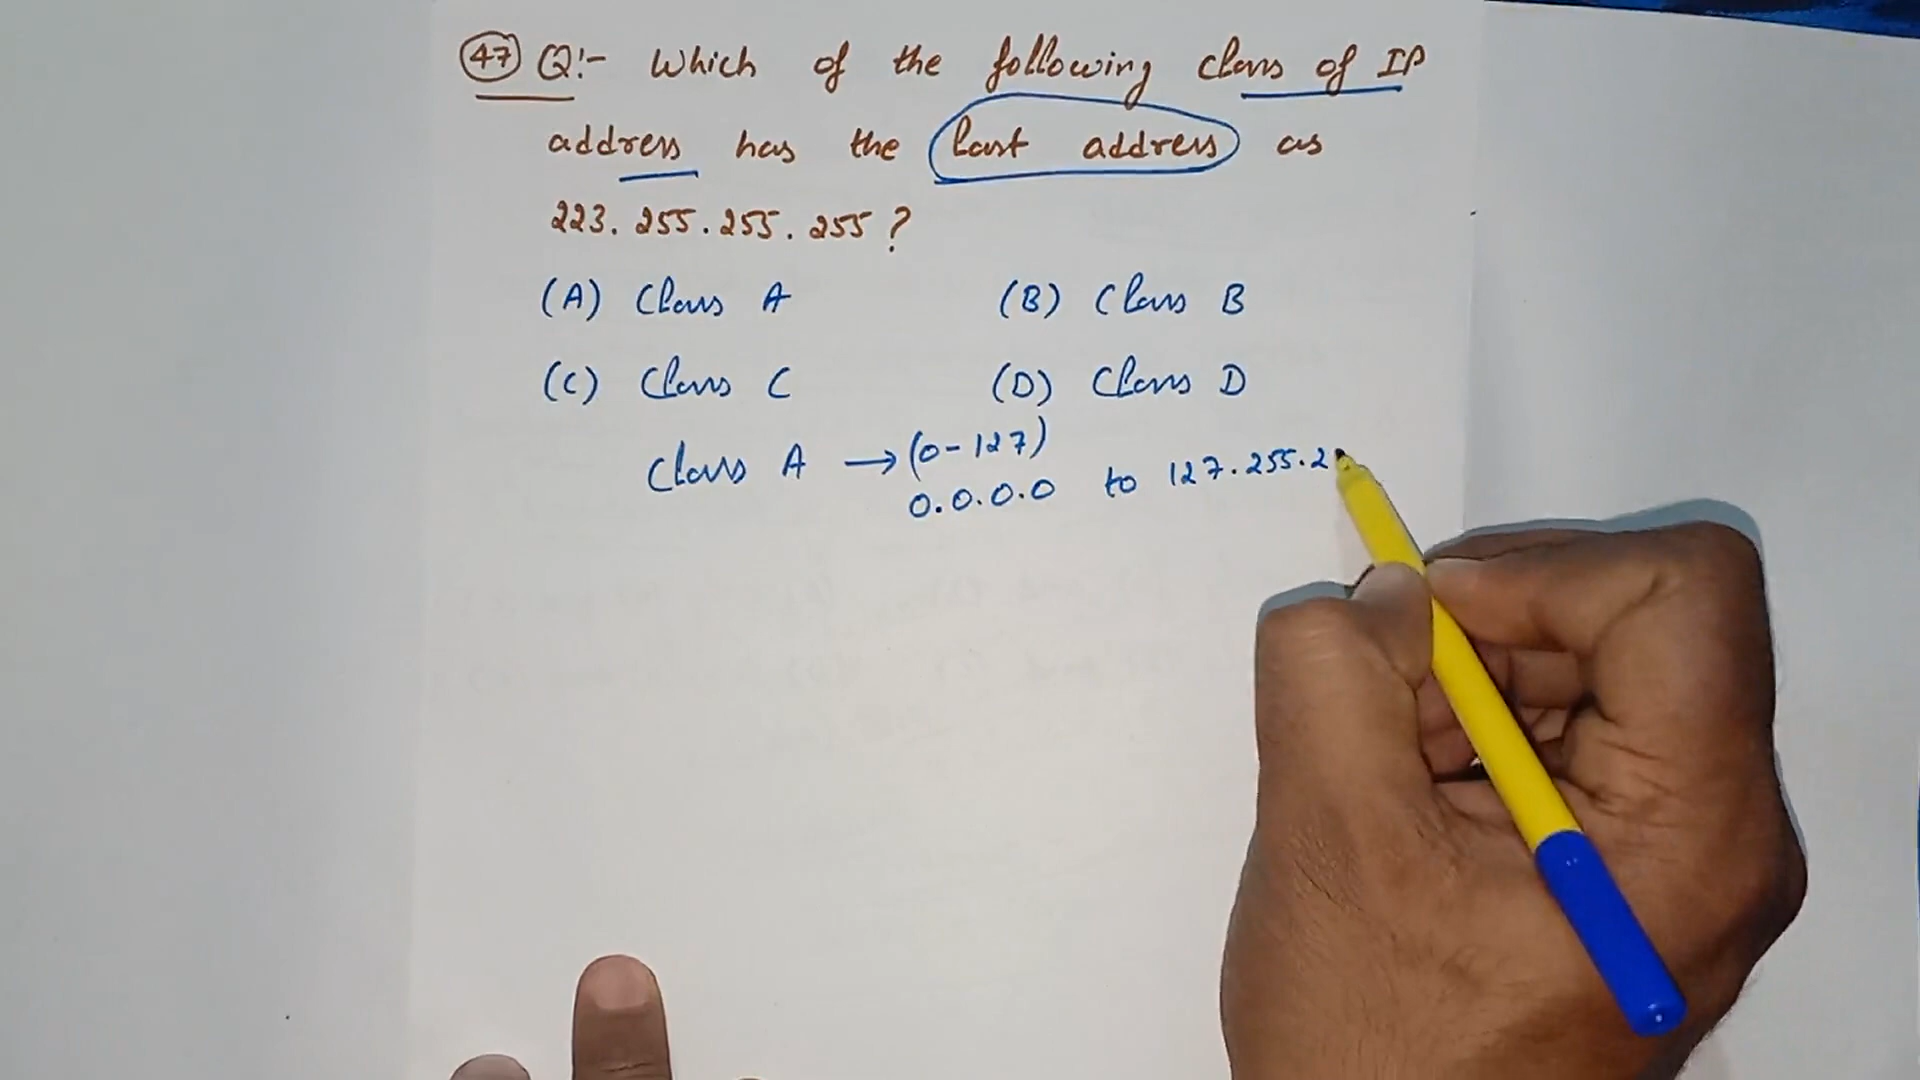 47 Q:- Which of the following class of IP
address has the last address as
223.255.255.255?
(A) Class A (B) Class B
(C) Class C (D) Class D
Class A → (0-127)
0.0.0.0 to 127.255.2